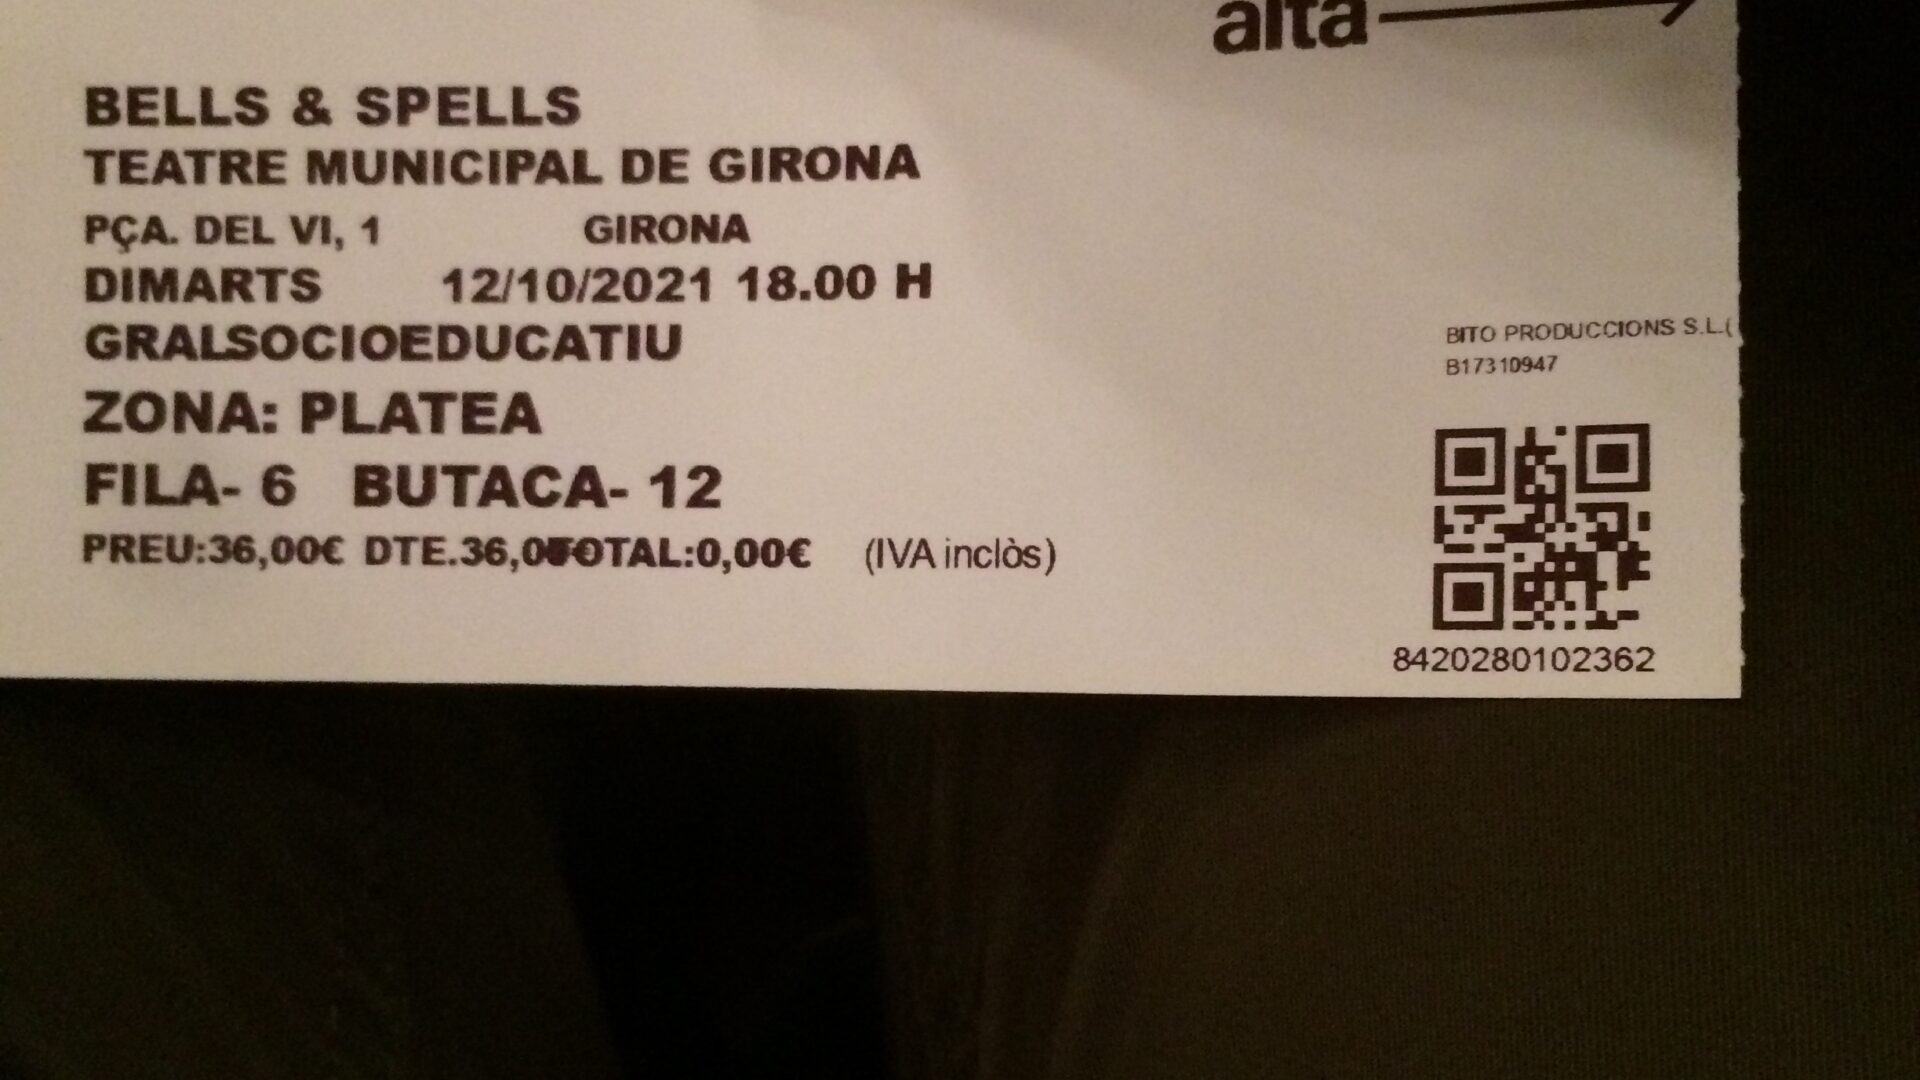 alta
BELLS & SPELLS
TEATRE MUNICIPAL DE GIRONA
PÇA. DEL VI, 1 GIRONA
DIMARTS 12/10/2021 18.00 H
GRALSOCIOEDUCATIU
ZONA: PLATEA
FILA- 6 BUTACA- 12
PREU:36,00€ DTE.36,0 TOTAL:0,00€ (IVA inclòs)
BITO PRODUCCIONS S.L.(
B17310947
8420280102362